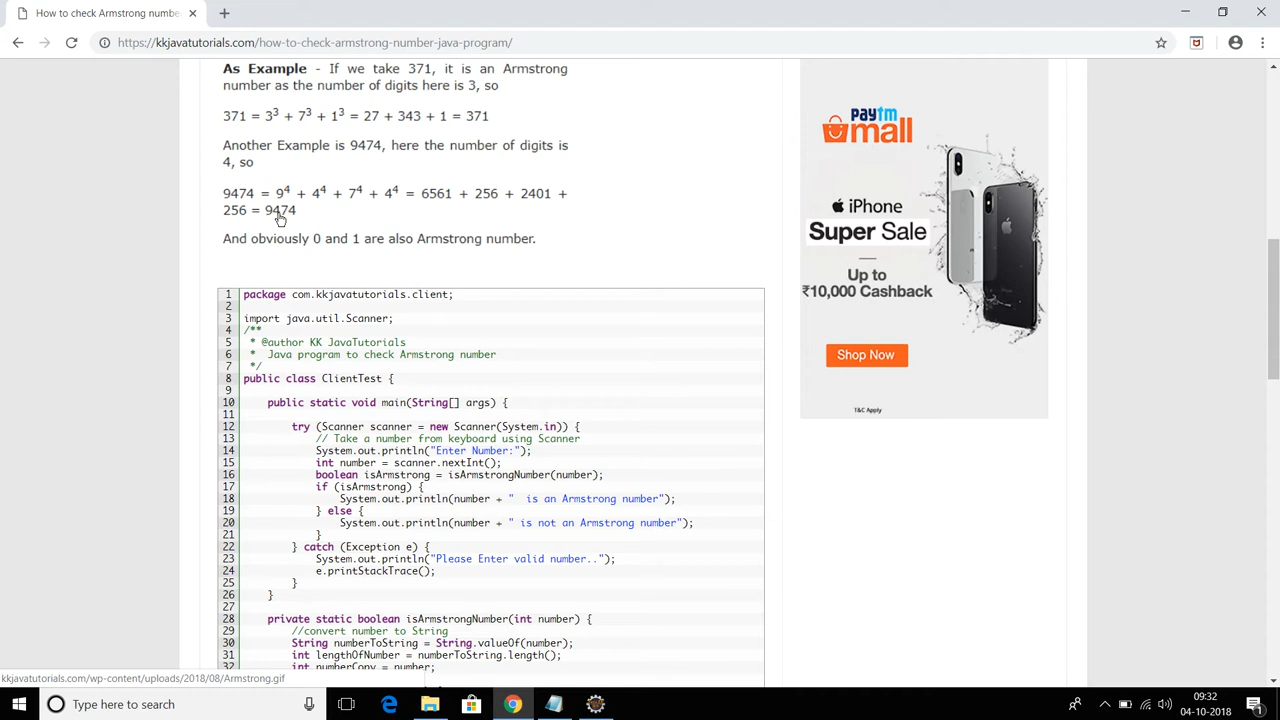 How to check Armstrong numbe
https://kkjavatutorials.com/how-to-check-armstrong-number-java-program/
As Example - If we take 371, it is an Armstrong
number as the number of digits here is 3, so
371 = 3³ + 7³ + 1³ = 27 + 343 + 1 = 371
Another Example is 9474, here the number of digits is
4, so
9474 = 9⁴ + 4⁴ + 7⁴ + 4⁴ = 6561 + 256 + 2401 +
256 = 9474
And obviously 0 and 1 are also Armstrong number.
1 package com.kkjavatutorials.client;
2
3 import java.util.Scanner;
4 /**
5 * @author KK JavaTutorials
6 * Java program to check Armstrong number
7 */
8 public class ClientTest {
9
10 public static void main(String[] args) {
11
12 try (Scanner scanner = new Scanner(System.in)) {
13 // Take a number from keyboard using Scanner
14 System.out.println("Enter Number:");
15 int number = scanner.nextInt();
16 boolean isArmstrong = isArmstrongNumber(number);
17 if (isArmstrong) {
18 System.out.println(number + "  is an Armstrong number");
19 } else {
20 System.out.println(number + " is not an Armstrong number");
21 }
22 } catch (Exception e) {
23 System.out.println("Please Enter valid number..");
24 e.printStackTrace();
25 }
26 }
27
28 private static boolean isArmstrongNumber(int number) {
29 //convert number to String
30 String numberToString = String.valueOf(number);
31 int lengthOfNumber = numberToString.length();
32 int numberCopy = number;
paytm
mall
iPhone
Super Sale
Up to
₹10,000 Cashback
Shop Now
T&C Apply
kkjavatutorials.com/wp-content/uploads/2018/08/Armstrong.gif
Type here to search
09:32
04-10-2018
1